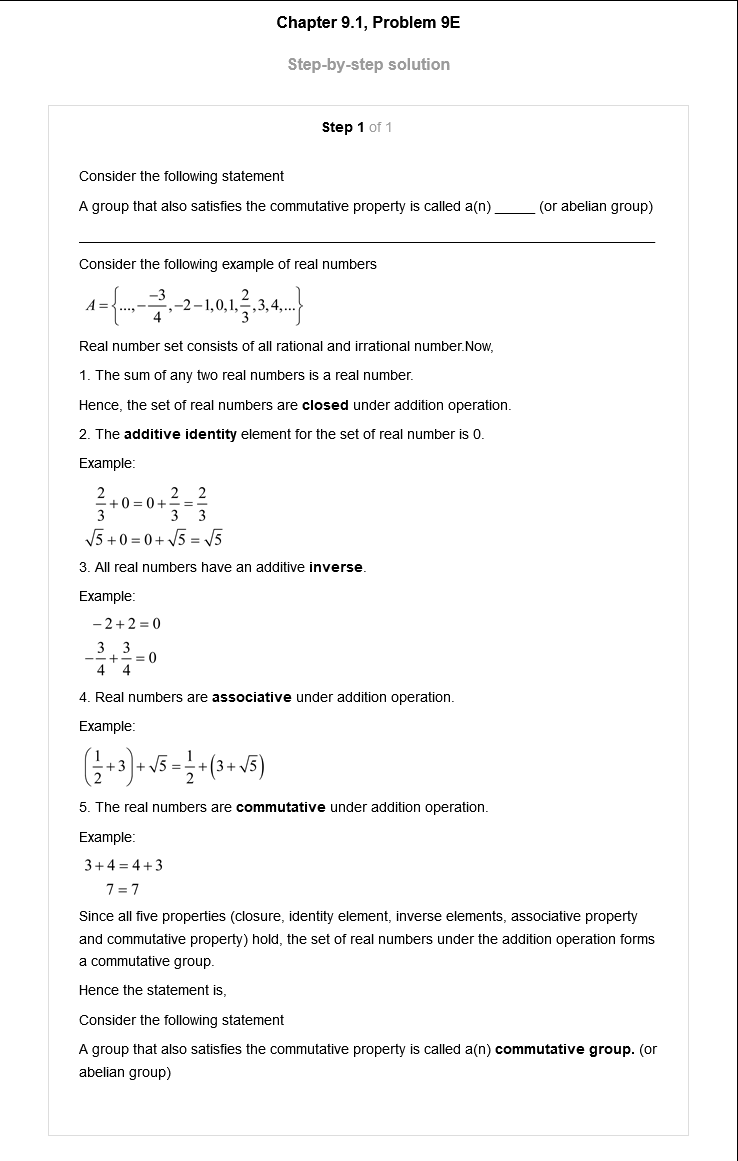 Chapter 9.1, Problem 9E
Step-by-step solution
Step 1 of 1
Consider the following statement
A group that also satisfies the commutative property is called a(n) _____ (or abelian group)
Consider the following example of real numbers
A = {..., -\frac{-3}{4}, -2 -1, 0, 1, \frac{2}{3}, 3, 4, ...}
Real number set consists of all rational and irrational number.Now,
1. The sum of any two real numbers is a real number.
Hence, the set of real numbers are closed under addition operation.
2. The additive identity element for the set of real number is 0.
Example:
\frac{2}{3} + 0 = 0 + \frac{2}{3} = \frac{2}{3}
√5 + 0 = 0 + √5 = √5
3. All real numbers have an additive inverse.
Example:
-2 + 2 = 0
-\frac{3}{4} + \frac{3}{4} = 0
4. Real numbers are associative under addition operation.
Example:
(\frac{1}{2} + 3) + √5 = \frac{1}{2} + (3 + √5)
5. The real numbers are commutative under addition operation.
Example:
3 + 4 = 4 + 3
7 = 7
Since all five properties (closure, identity element, inverse elements, associative property
and commutative property) hold, the set of real numbers under the addition operation forms
a commutative group.
Hence the statement is,
Consider the following statement
A group that also satisfies the commutative property is called a(n) commutative group. (or
abelian group)